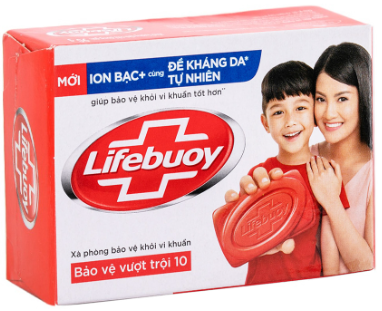 MỚI
ION BẠC+ cùng ĐỀ KHÁNG DA*
TỰ NHIÊN
giúp bảo vệ khỏi vi khuẩn tốt hơn**
Lifebuoy
Lifebuoy
Xà phòng bảo vệ khỏi vi khuẩn
Bảo vệ vượt trội 10